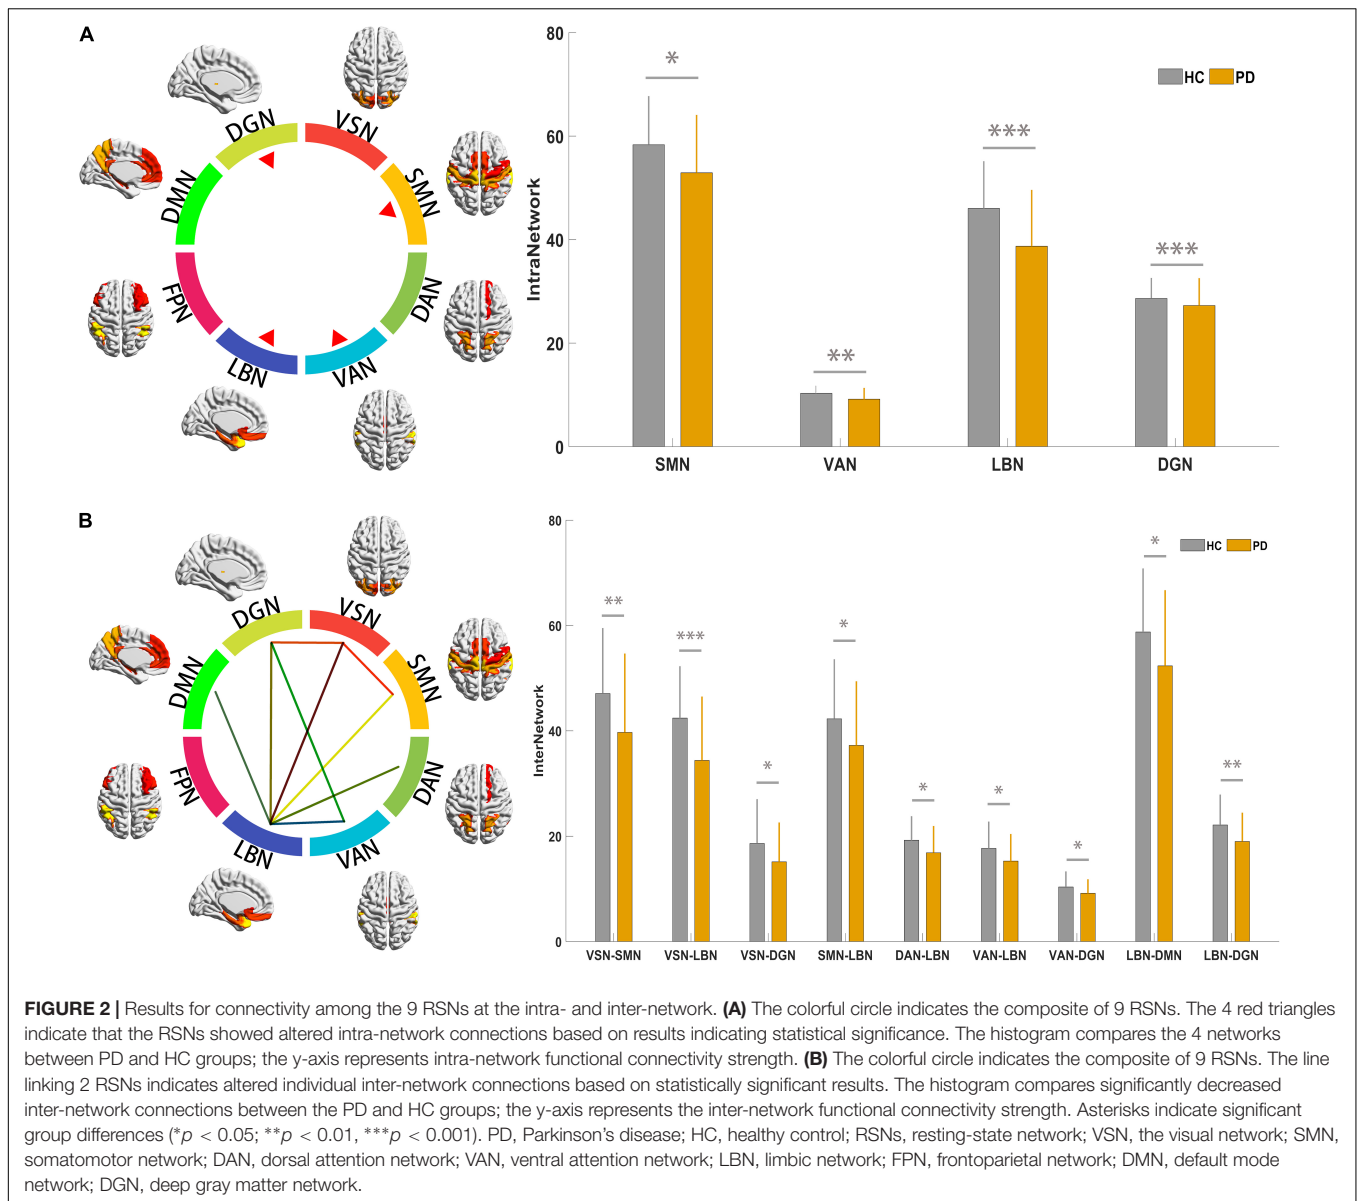 A
DGN
VSN
DMN
SMN
FPN
DAN
LBN
VAN
IntraNetwork
80
60
40
20
0
HC PD
*
**
***
***
SMN VAN LBN DGN
B
DGN
VSN
DMN
SMN
FPN
DAN
LBN
VAN
InterNetwork
80
60
40
20
0
HC PD
**
***
*
*
*
*
*
*
**
VSN-SMN VSN-LBN VSN-DGN SMN-LBN DAN-LBN VAN-LBN VAN-DGN LBN-DMN LBN-DGN
FIGURE 2 | Results for connectivity among the 9 RSNs at the intra- and inter-network. (A) The colorful circle indicates the composite of 9 RSNs. The 4 red triangles
indicate that the RSNs showed altered intra-network connections based on results indicating statistical significance. The histogram compares the 4 networks
between PD and HC groups; the y-axis represents intra-network functional connectivity strength. (B) The colorful circle indicates the composite of 9 RSNs. The line
linking 2 RSNs indicates altered individual inter-network connections based on statistically significant results. The histogram compares significantly decreased
inter-network connections between the PD and HC groups; the y-axis represents the inter-network functional connectivity strength. Asterisks indicate significant
group differences (*p < 0.05; **p < 0.01, ***p < 0.001). PD, Parkinson's disease; HC, healthy control; RSNs, resting-state network; VSN, the visual network; SMN,
somatomotor network; DAN, dorsal attention network; VAN, ventral attention network; LBN, limbic network; FPN, frontoparietal network; DMN, default mode
network; DGN, deep gray matter network.